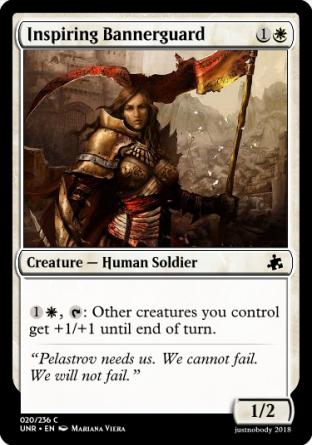 Inspiring Bannerguard 1
Creature — Human Soldier
1, : Other creatures you control
get +1/+1 until end of turn.
“Pelastrov needs us. We cannot fail.
We will not fail.”
1/2
020/236 C
UNR • EN Mariana Viera
justnobody 2018